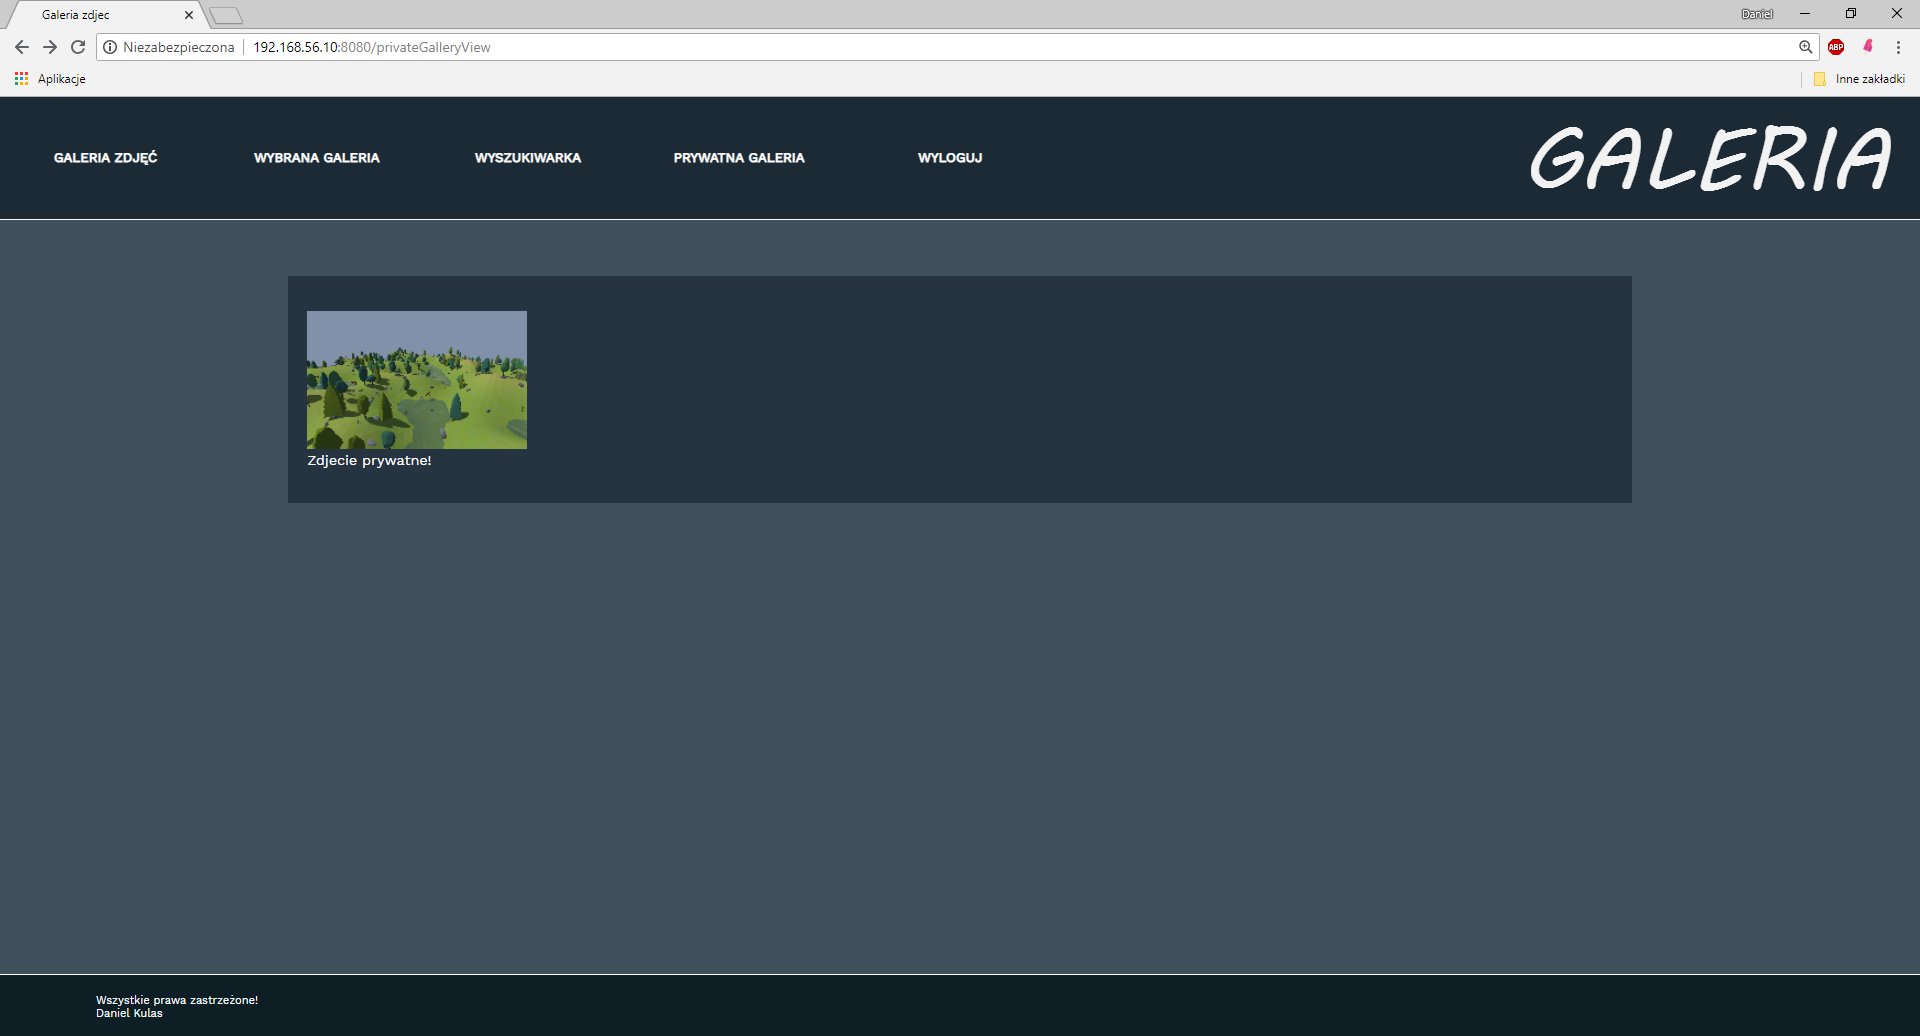 Galeria zdjec
Daniel
Niezabezpieczona 192.168.56.10:8080/privateGalleryView
ABP
Aplikacje
Inne zakładki
GALERIA ZDJĘĆ WYBRANA GALERIA WYSZUKIWARKA PRYWATNA GALERIA WYLOGUJ
GALERIA
Zdjecie prywatne!
Wszystkie prawa zastrzeżone!
Daniel Kulas